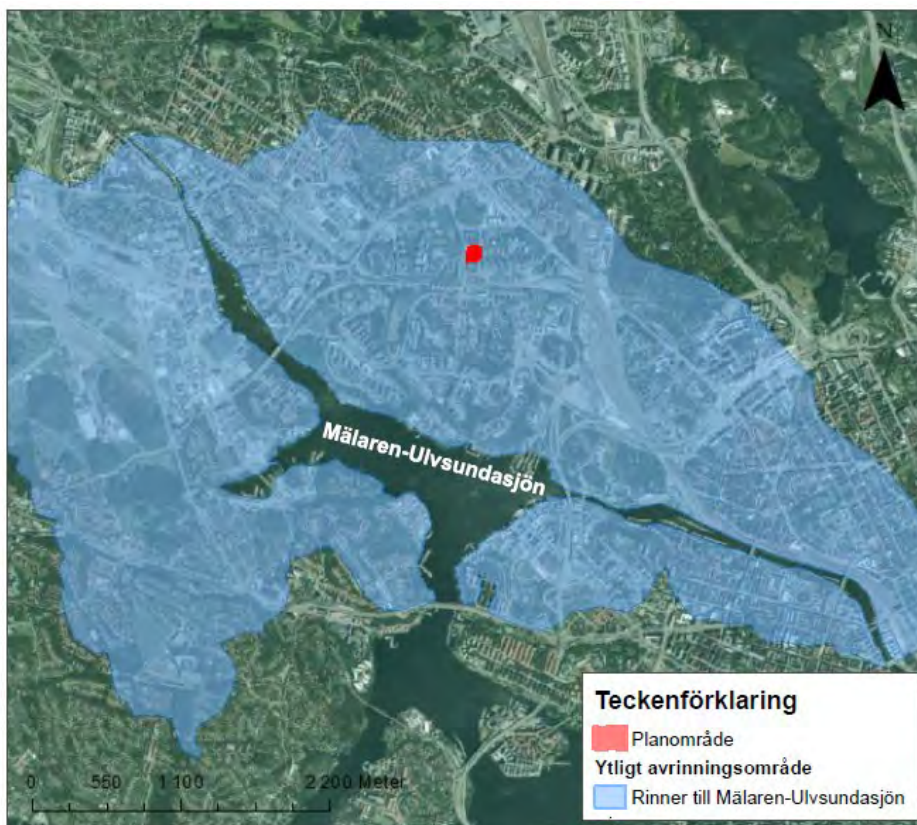 N
Mälaren-Ulvsundasjön
0 550 1 100 2 200 Meter
Teckenförklaring
Planområde
Ytligt avrinningsområde
Rinner till Mälaren-Ulvsundasjön